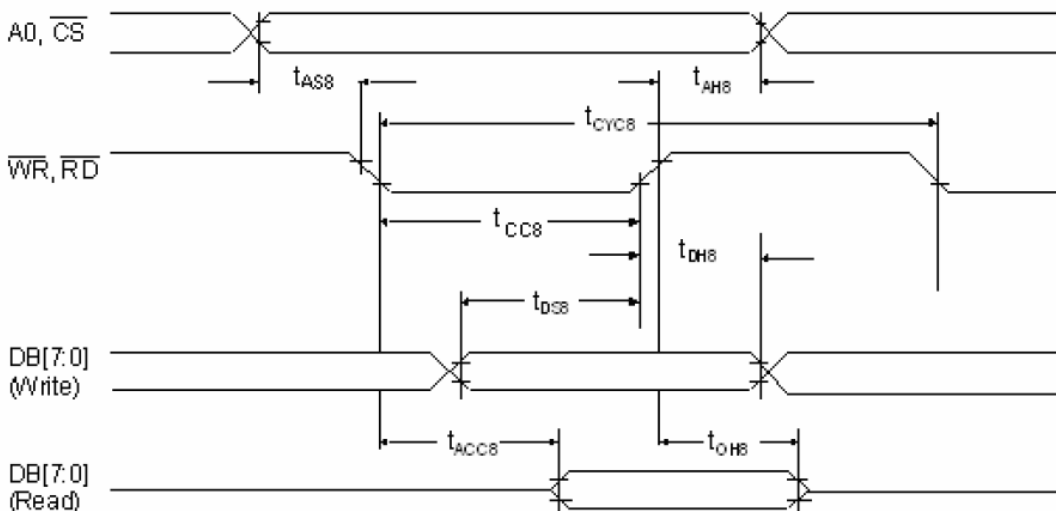 A0, CS
tAS8
tAH8
tCYC8
WR, RD
tCC8
tDH8
tDS8
DB[7:0]
(Write)
tACC8
tOH8
DB[7:0]
(Read)